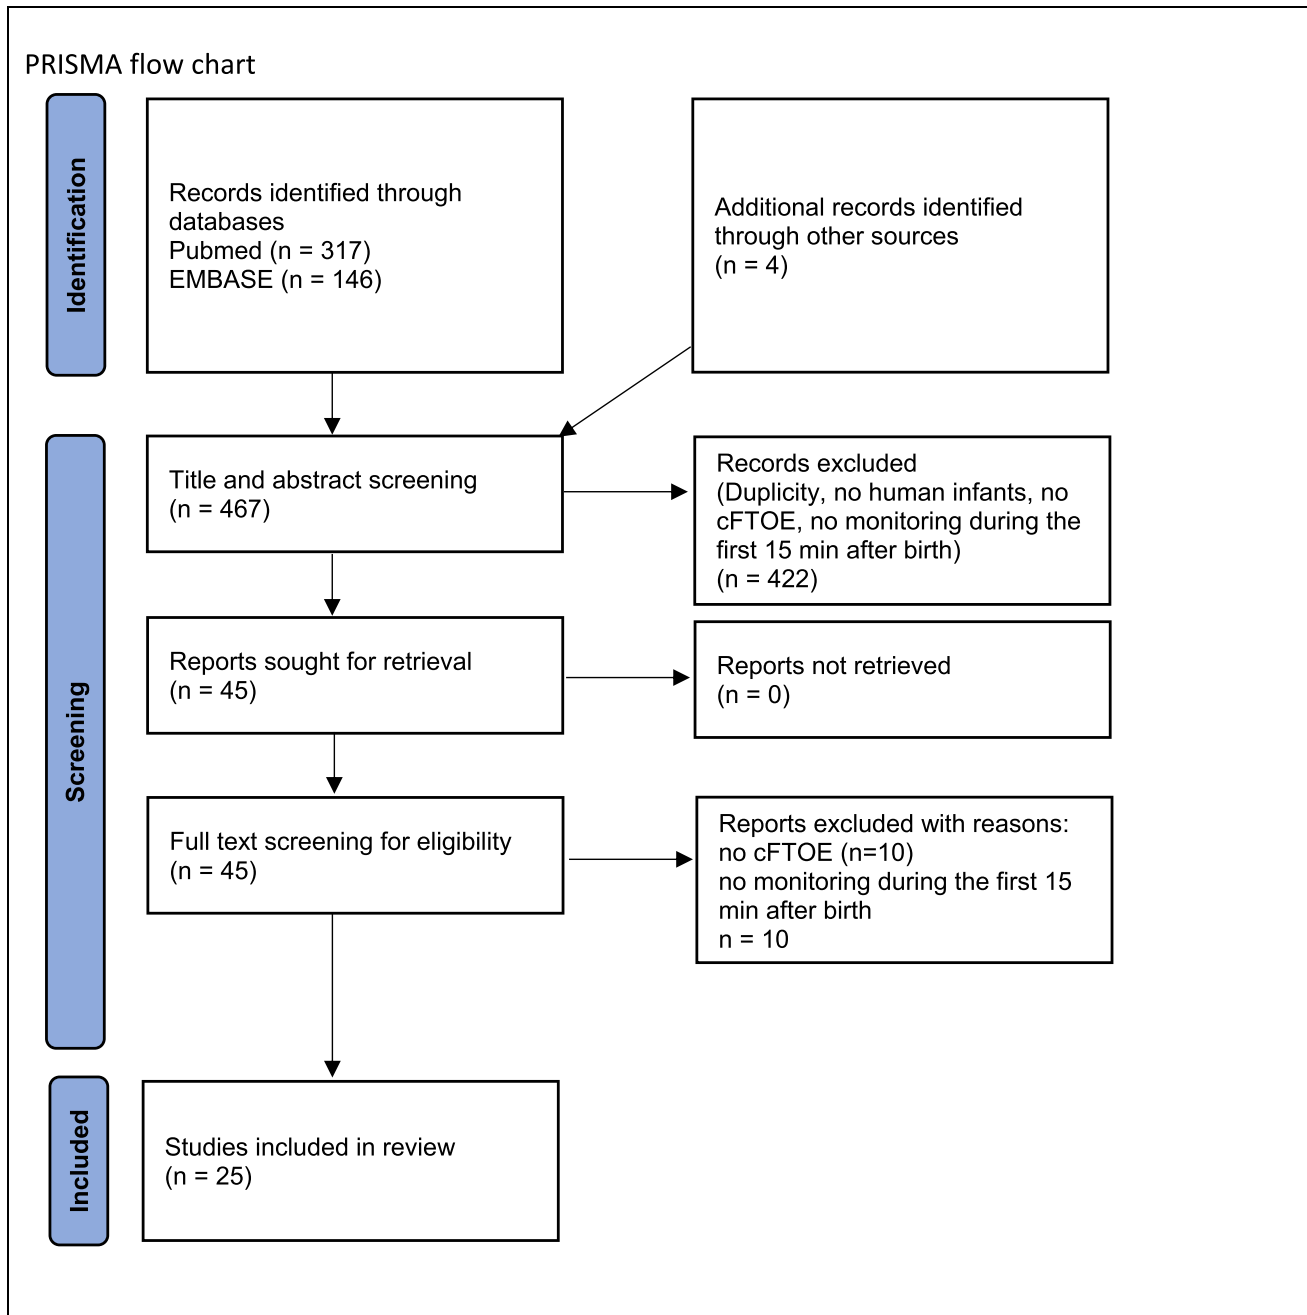 PRISMA flow chart
Identification
Records identified through
databases
Pubmed (n = 317)
EMBASE (n = 146)
Additional records identified
through other sources
(n = 4)
Screening
Title and abstract screening
(n = 467)
Records excluded
(Duplicity, no human infants, no
cFTOE, no monitoring during the
first 15 min after birth)
(n = 422)
Reports sought for retrieval
(n = 45)
Reports not retrieved
(n = 0)
Full text screening for eligibility
(n = 45)
Reports excluded with reasons:
no cFTOE (n=10)
no monitoring during the first 15
min after birth
n = 10
Included
Studies included in review
(n = 25)